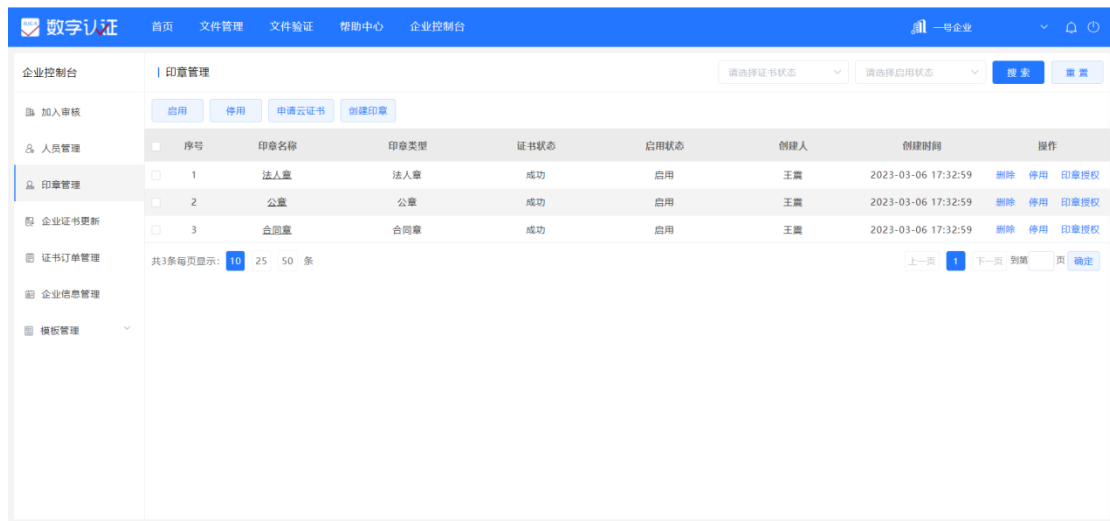 数字认证 首页 文件管理 文件验证 帮助中心 企业控制台 一号企业
企业控制台
加入审核
人员管理
印章管理
企业证书更新
证书订单管理
企业信息管理
模板管理
印章管理 请选择证书状态 请选择启用状态 搜索 重置
启用 停用 申请云证书 创建印章
序号 印章名称 印章类型 证书状态 启用状态 创建人 创建时间 操作
1 法人章 法人章 成功 启用 王震 2023-03-06 17:32:59 删除 停用 印章授权
2 公章 公章 成功 启用 王震 2023-03-06 17:32:59 删除 停用 印章授权
3 合同章 合同章 成功 启用 王震 2023-03-06 17:32:59 删除 停用 印章授权
共3条每页显示: 10 25 50 条 上一页 1 下一页 到第 页 确定